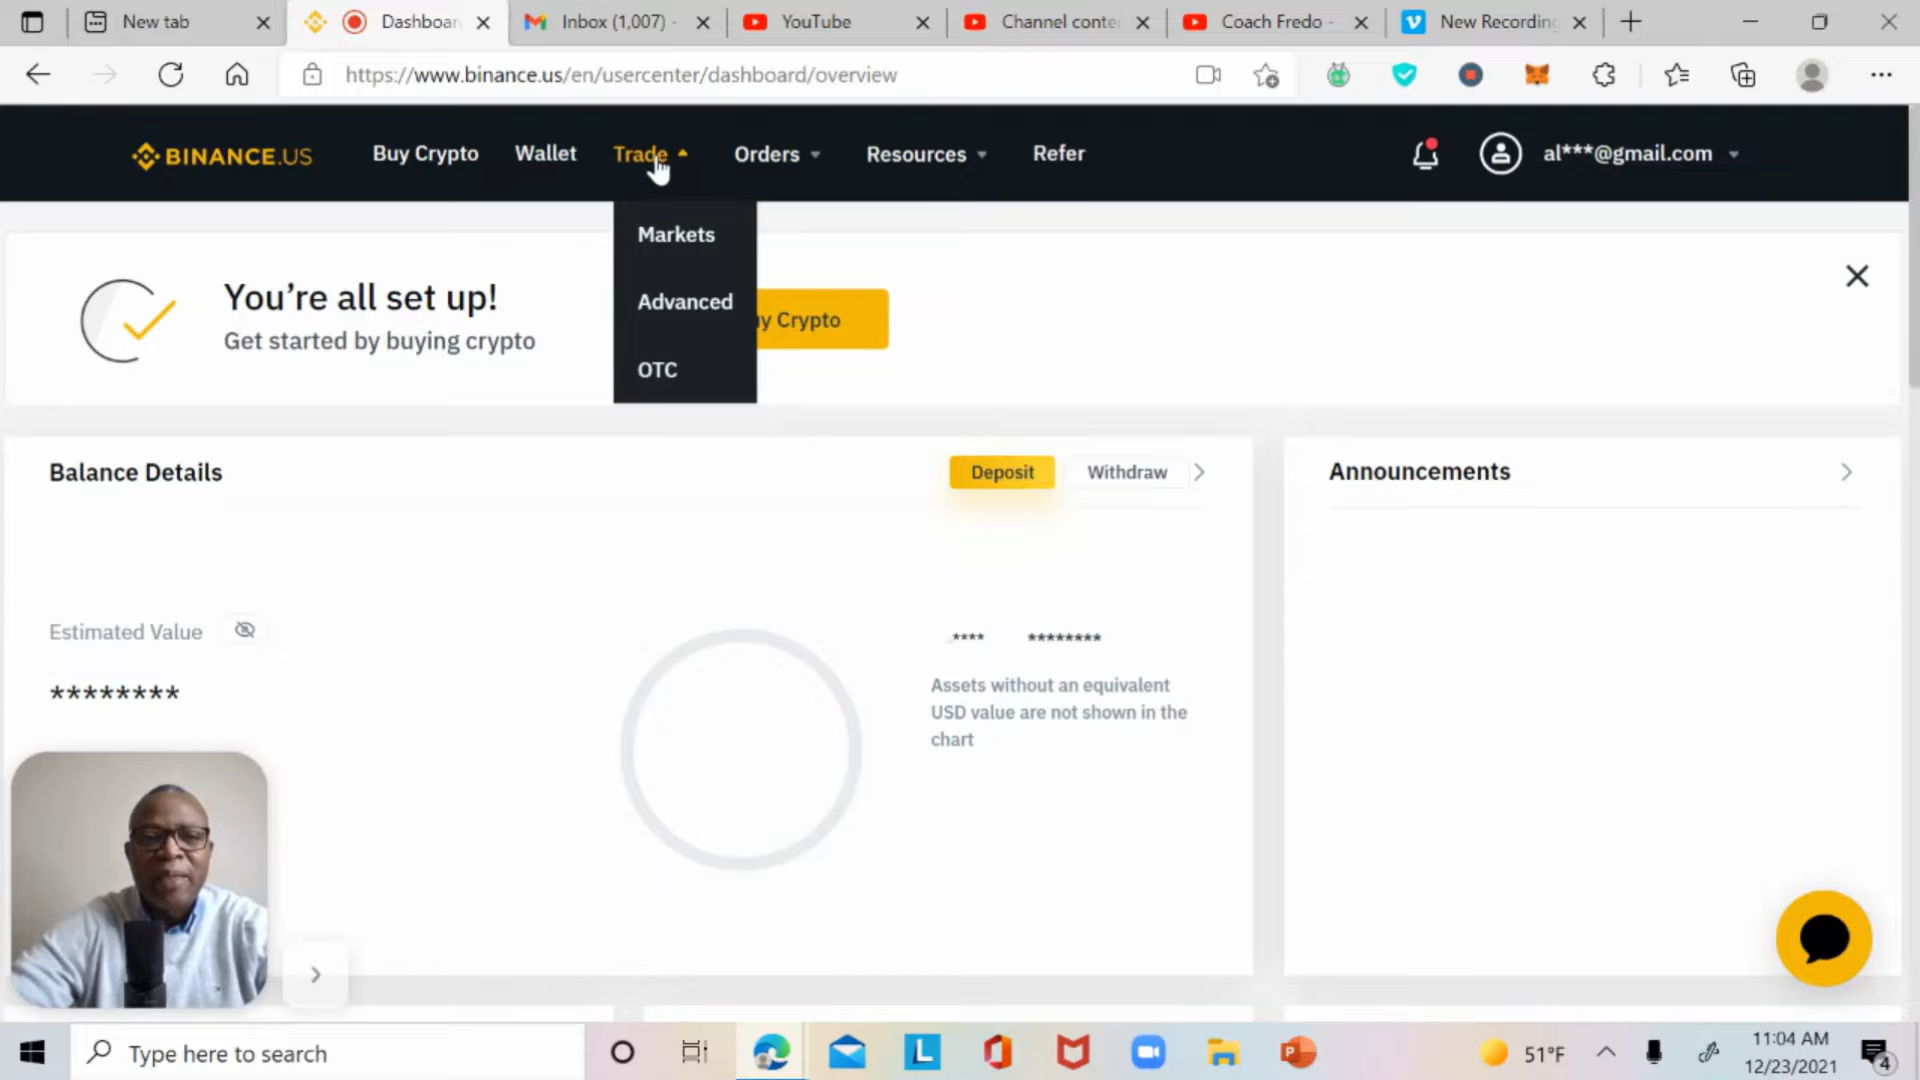 New tab
Dashboar
Inbox (1,007) -
YouTube
Channel conte
Coach Fredo -
New Recording
https://www.binance.us/en/usercenter/dashboard/overview
BINANCE.US
Buy Crypto
Wallet
Trade
Orders
Resources
Refer
al***@gmail.com
Markets
Advanced
OTC
You’re all set up!
Get started by buying crypto
y Crypto
Balance Details
Deposit
Withdraw
Announcements
Estimated Value
********
**** ********
Assets without an equivalent
USD value are not shown in the
chart
Type here to search
L
P
51°F
11:04 AM
12/23/2021
4